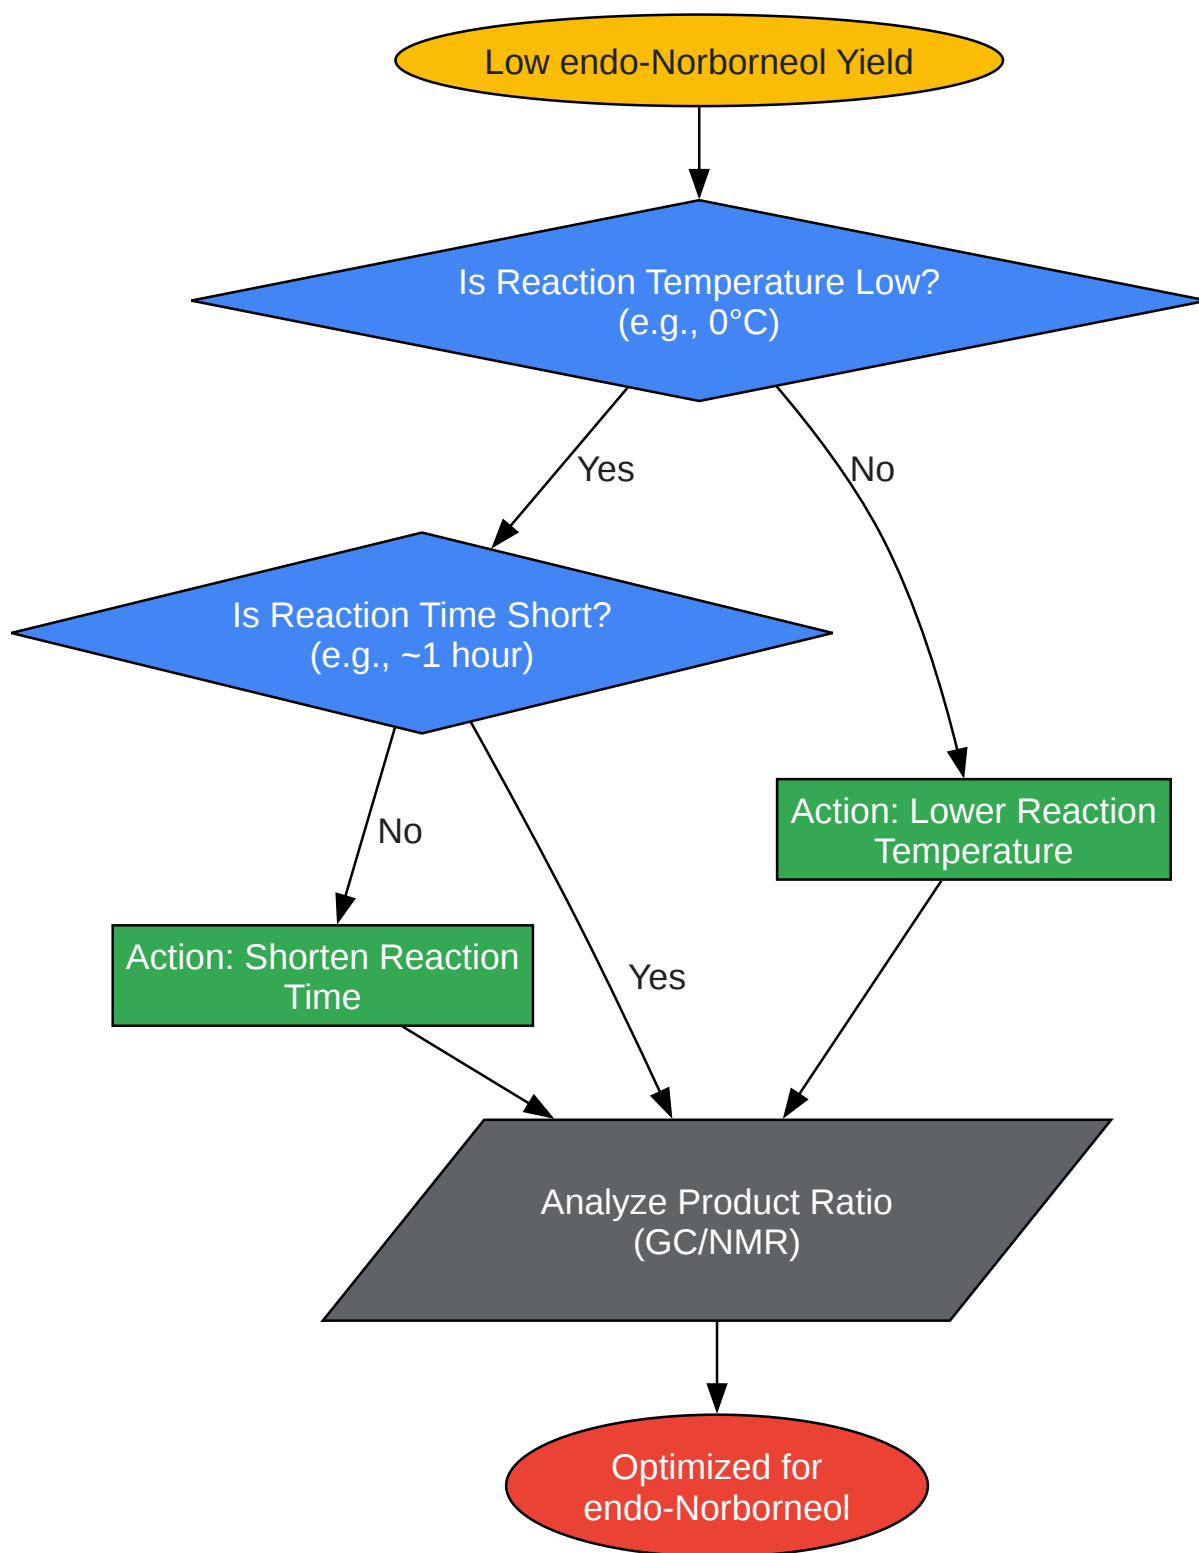 Low endo-Norborneol Yield
Is Reaction Temperature Low?
(e.g., 0°C)
Yes
No
Is Reaction Time Short?
(e.g., ~1 hour)
No
Action: Lower Reaction
Temperature
Action: Shorten Reaction
Time
Yes
Analyze Product Ratio
(GC/NMR)
Optimized for
endo-Norborneol